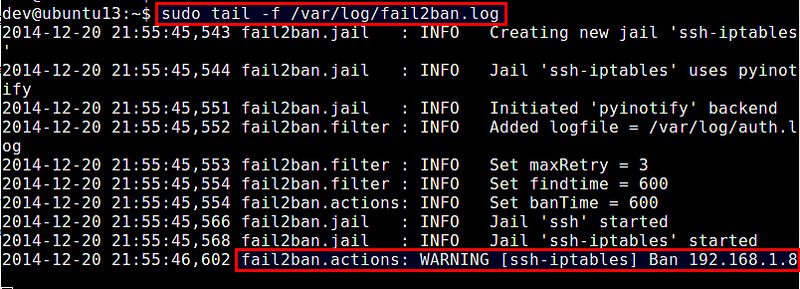 dev@ubuntu13:~$ sudo tail -f /var/log/fail2ban.log
2014-12-20 21:55:45,543 fail2ban.jail   : INFO   Creating new jail 'ssh-iptables
'
2014-12-20 21:55:45,544 fail2ban.jail   : INFO   Jail 'ssh-iptables' uses pyinot
ify
2014-12-20 21:55:45,551 fail2ban.jail   : INFO   Initiated 'pyinotify' backend
2014-12-20 21:55:45,552 fail2ban.filter : INFO   Added logfile = /var/log/auth.l
og
2014-12-20 21:55:45,553 fail2ban.filter : INFO   Set maxRetry = 3
2014-12-20 21:55:45,554 fail2ban.filter : INFO   Set findtime = 600
2014-12-20 21:55:45,554 fail2ban.actions: INFO   Set banTime = 600
2014-12-20 21:55:45,566 fail2ban.jail   : INFO   Jail 'ssh' started
2014-12-20 21:55:45,568 fail2ban.jail   : INFO   Jail 'ssh-iptables' started
2014-12-20 21:55:46,602 fail2ban.actions: WARNING [ssh-iptables] Ban 192.168.1.8